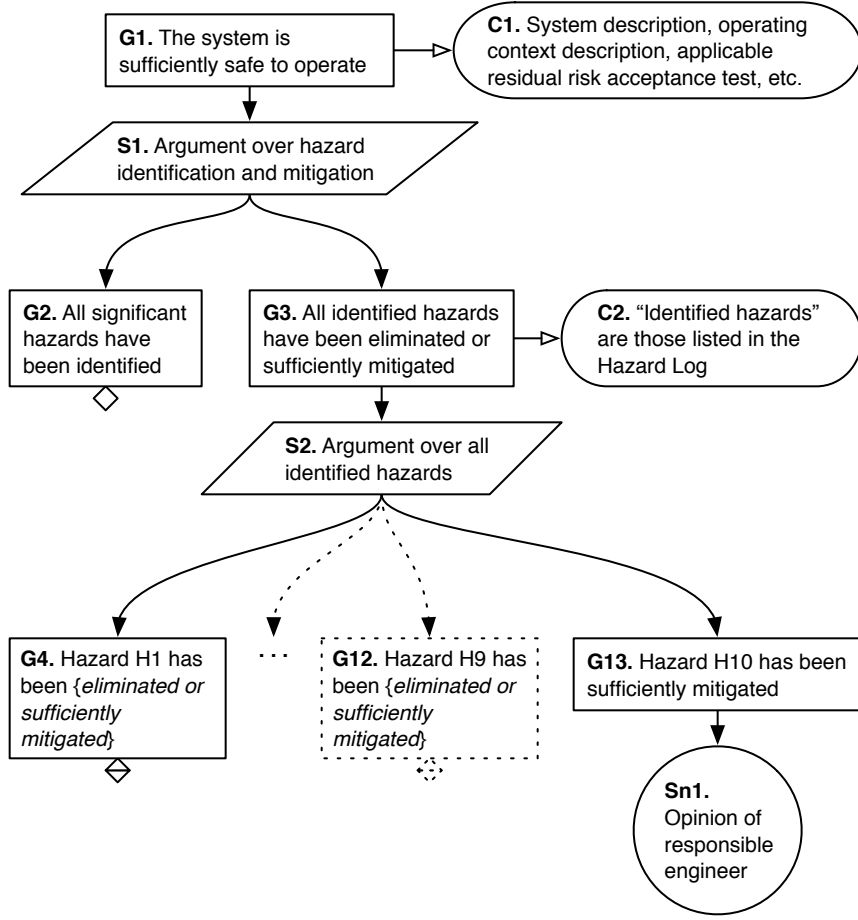 G1. The system is
sufficiently safe to operate
C1. System description, operating
context description, applicable
residual risk acceptance test, etc.
S1. Argument over hazard
identification and mitigation
G2. All significant
hazards have
been identified
G3. All identified hazards
have been eliminated or
sufficiently mitigated
C2. “Identified hazards”
are those listed in the
Hazard Log
S2. Argument over all
identified hazards
G4. Hazard H1 has
been {eliminated or
sufficiently
mitigated}
...
G12. Hazard H9 has
been {eliminated or
sufficiently
mitigated}
G13. Hazard H10 has been
sufficiently mitigated
Sn1.
Opinion of
responsible
engineer